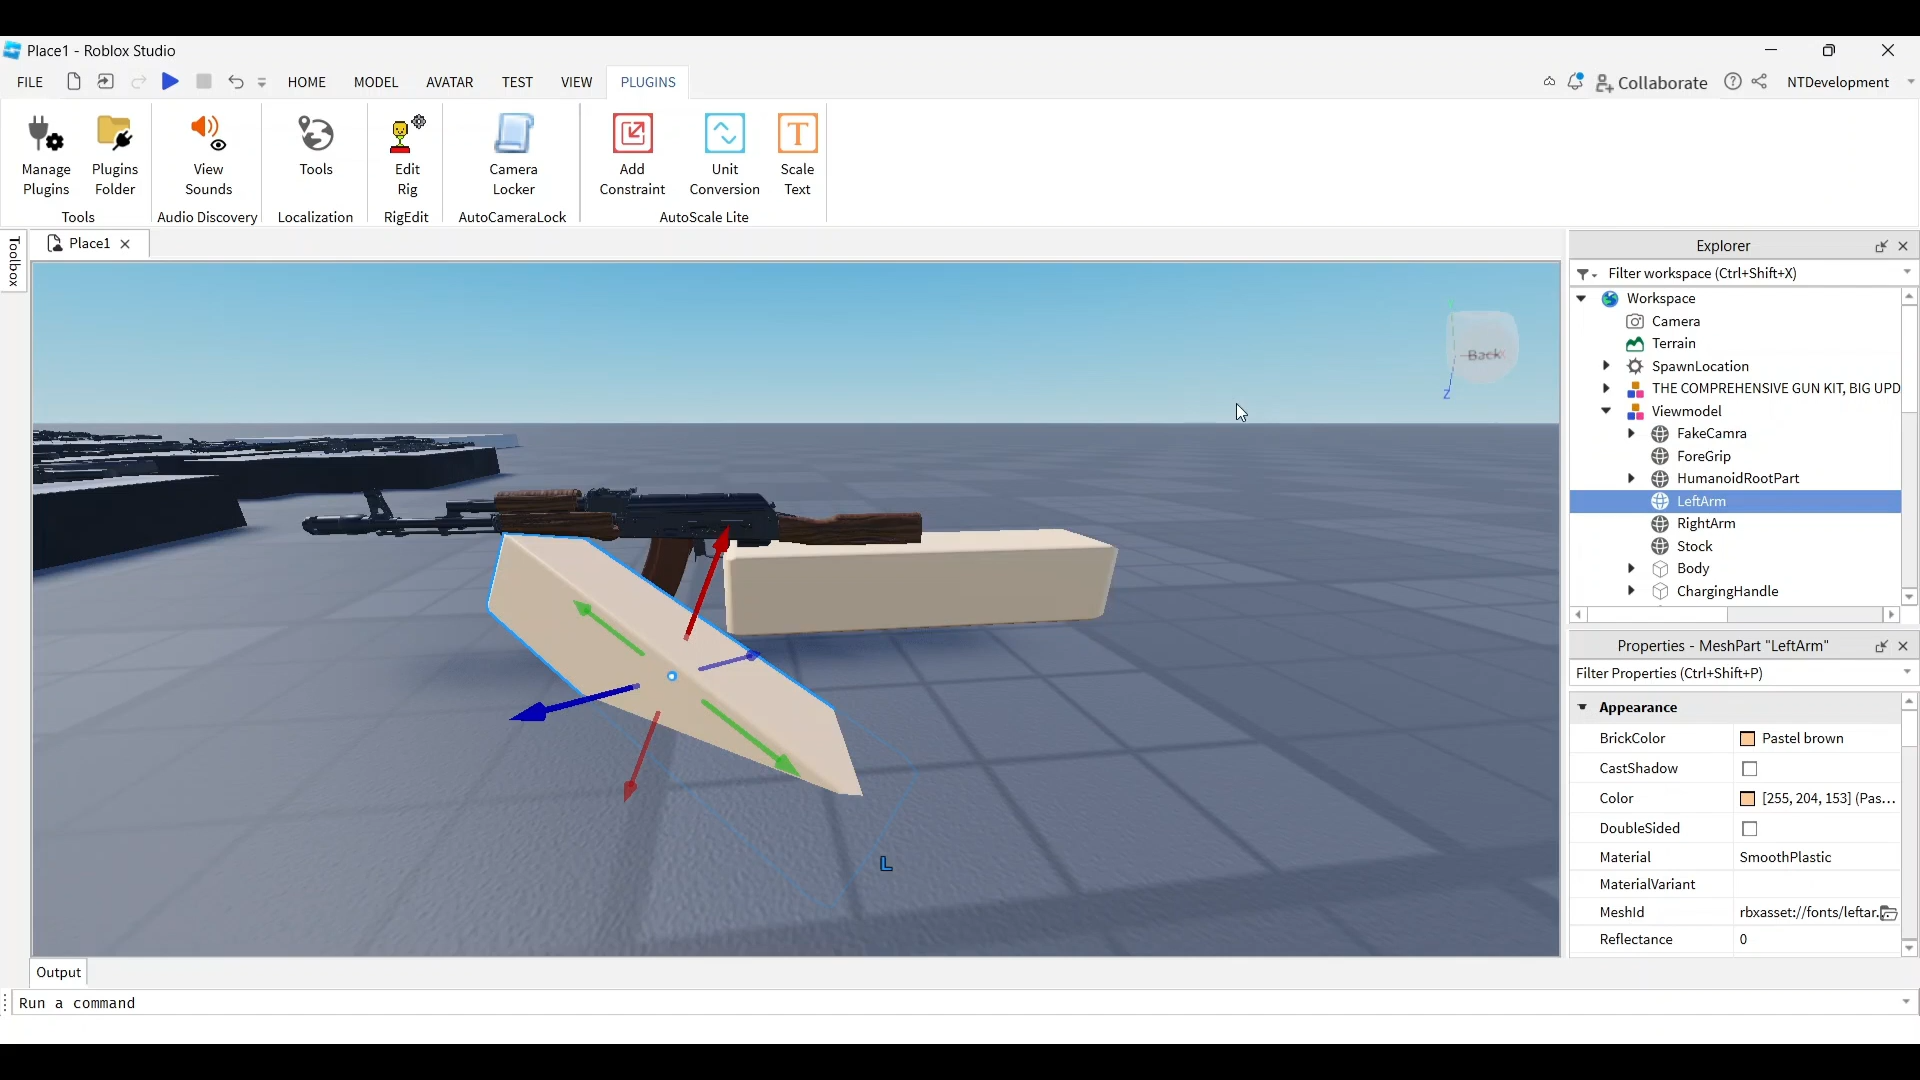 Place1 - Roblox Studio
FILE HOME MODEL AVATAR TEST VIEW PLUGINS Collaborate NTDevelopment
Manage Plugins
Plugins Folder
View Sounds
Tools
Edit Rig
Camera Locker
Add Constraint
Unit Conversion
Scale Text
Tools Audio Discovery Localization RigEdit AutoCameraLock AutoScale Lite
Toolbox
Place1
Back
Z
L
Explorer
Filter workspace (Ctrl+Shift+X)
Workspace
Camera
Terrain
SpawnLocation
THE COMPREHENSIVE GUN KIT, BIG UPD
Viewmodel
FakeCamra
ForeGrip
HumanoidRootPart
LeftArm
RightArm
Stock
Body
ChargingHandle
Properties - MeshPart "LeftArm"
Filter Properties (Ctrl+Shift+P)
Appearance
BrickColor Pastel brown
CastShadow
Color [255, 204, 153] (Pas...
DoubleSided
Material SmoothPlastic
MaterialVariant
MeshId rbxasset://fonts/leftar...
Reflectance 0
Output
Run a command